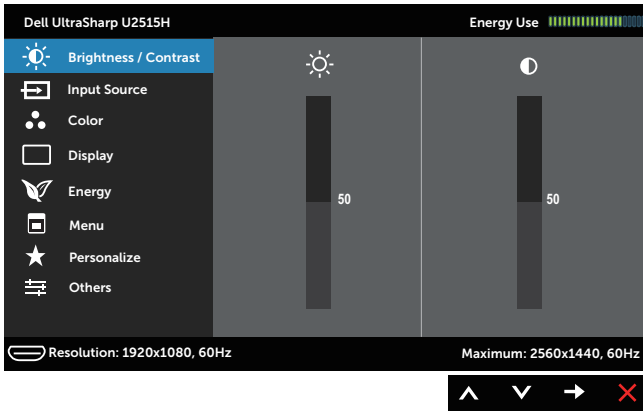 Dell UltraSharp U2515H
Energy Use
Brightness / Contrast
Input Source
Color
Display
Energy
Menu
Personalize
Others
50
50
Resolution: 1920x1080, 60Hz
Maximum: 2560x1440, 60Hz